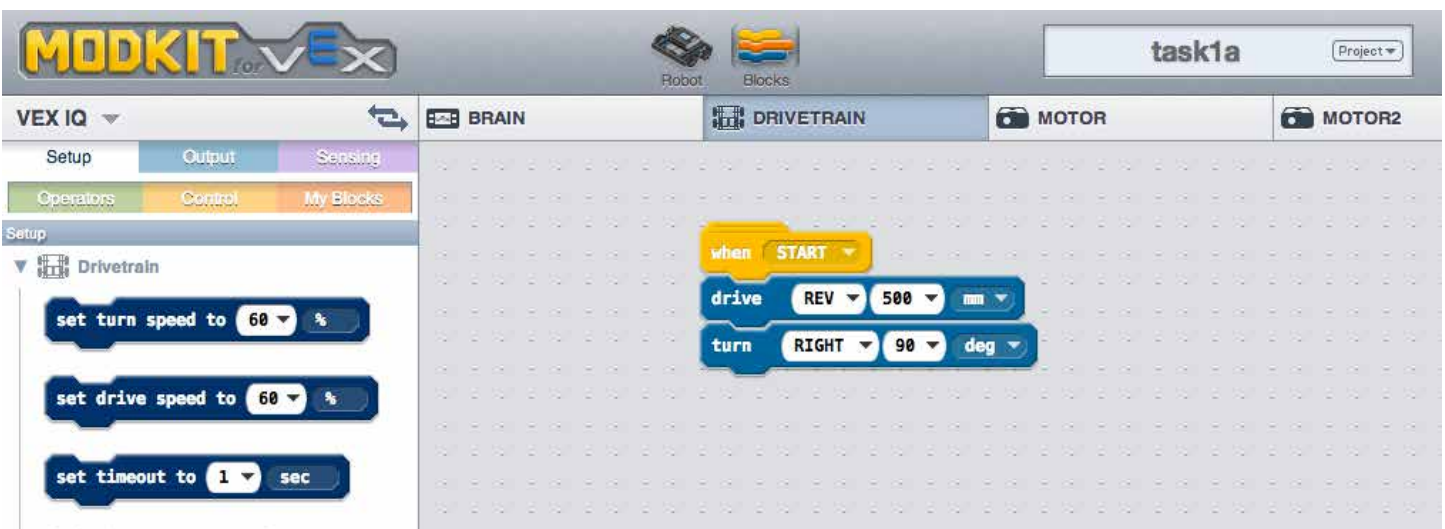 MODKIT for VEX
Robot
Blocks
task1a
Project
VEX IQ
BRAIN
DRIVETRAIN
MOTOR
MOTOR2
Setup
Output
Sensing
Operators
Control
My Blocks
Setup
Drivetrain
set turn speed to 60 %
set drive speed to 60 %
set timeout to 1 sec
when START
drive REV 500 mm
turn RIGHT 90 deg